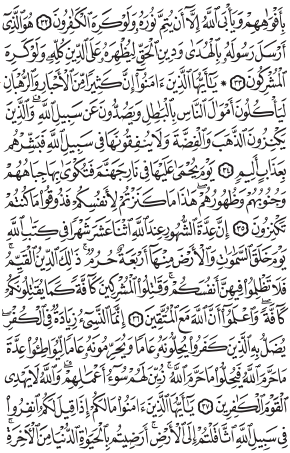 بِأَفْوَٰهِهِمْ وَيَأْبَى ٱللَّهُ إِلَّآ أَن يُتِمَّ نُورَهُۥ وَلَوْ كَرِهَ ٱلْكَٰفِرُونَ ٣٢ هُوَ ٱلَّذِىٓ
أَرْسَلَ رَسُولَهُۥ بِٱلْهُدَىٰ وَدِينِ ٱلْحَقِّ لِيُظْهِرَهُۥ عَلَى ٱلدِّينِ كُلِّهِۦ وَلَوْ كَرِهَ
ٱلْمُشْرِكُونَ ٣٣ * يَٰٓأَيُّهَا ٱلَّذِينَ ءَامَنُوٓا۟ إِنَّ كَثِيرًا مِّنَ ٱلْأَحْبَارِ وَٱلرُّهْبَانِ
لَيَأْكُلُونَ أَمْوَٰلَ ٱلنَّاسِ بِٱلْبَٰطِلِ وَيَصُدُّونَ عَن سَبِيلِ ٱللَّهِ ۗ وَٱلَّذِينَ
يَكْنِزُونَ ٱلذَّهَبَ وَٱلْفِضَّةَ وَلَا يُنفِقُونَهَا فِى سَبِيلِ ٱللَّهِ فَبَشِّرْهُم
بِعَذَابٍ أَلِيمٍ ٣٤ يَوْمَ يُحْمَىٰ عَلَيْهَا فِى نَارِ جَهَنَّمَ فَتُكْوَىٰ بِهَا جِبَاهُهُمْ
وَجُنُوبُهُمْ وَظُهُورُهُمْ ۖ هَٰذَا مَا كَنَزْتُمْ لِأَنفُسِكُمْ فَذُوقُوا۟ مَا كُنتُمْ
تَكْنِزُونَ ٣٥ إِنَّ عِدَّةَ ٱلشُّهُورِ عِندَ ٱللَّهِ ٱثْنَا عَشَرَ شَهْرًا فِى كِتَٰبِ ٱللَّهِ
يَوْمَ خَلَقَ ٱلسَّمَٰوَٰتِ وَٱلْأَرْضَ مِنْهَآ أَرْبَعَةٌ حُرُمٌ ۚ ذَٰلِكَ ٱلدِّينُ ٱلْقَيِّمُ ۚ
فَلَا تَظْلِمُوا۟ فِيهِنَّ أَنفُسَكُمْ ۚ وَقَٰتِلُوا۟ ٱلْمُشْرِكِينَ كَآفَّةً كَمَا يُقَٰتِلُونَكُمْ
كَآفَّةً ۚ وَٱعْلَمُوٓا۟ أَنَّ ٱللَّهَ مَعَ ٱلْمُتَّقِينَ ٣٦ إِنَّمَا ٱلنَّسِىٓءُ زِيَادَةٌ فِى ٱلْكُفْرِ ۖ
يُضَلُّ بِهِ ٱلَّذِينَ كَفَرُوا۟ يُحِلُّونَهُۥ عَامًا وَيُحَرِّمُونَهُۥ عَامًا لِّيُوَاطِـُٔوا۟ عِدَّةَ
مَا حَرَّمَ ٱللَّهُ فَيُحِلُّوا۟ مَا حَرَّمَ ٱللَّهُ ۚ زُيِّنَ لَهُمْ سُوٓءُ أَعْمَٰلِهِمْ ۗ وَٱللَّهُ لَا يَهْدِى
ٱلْقَوْمَ ٱلْكَٰفِرِينَ ٣٧ يَٰٓأَيُّهَا ٱلَّذِينَ ءَامَنُوا۟ مَا لَكُمْ إِذَا قِيلَ لَكُمُ ٱنفِرُوا۟
فِى سَبِيلِ ٱللَّهِ ٱثَّاقَلْتُمْ إِلَى ٱلْأَرْضِ ۚ أَرَضِيتُم بِٱلْحَيَوٰةِ ٱلدُّنْيَا مِنَ ٱلْءَاخِرَةِ ۚ